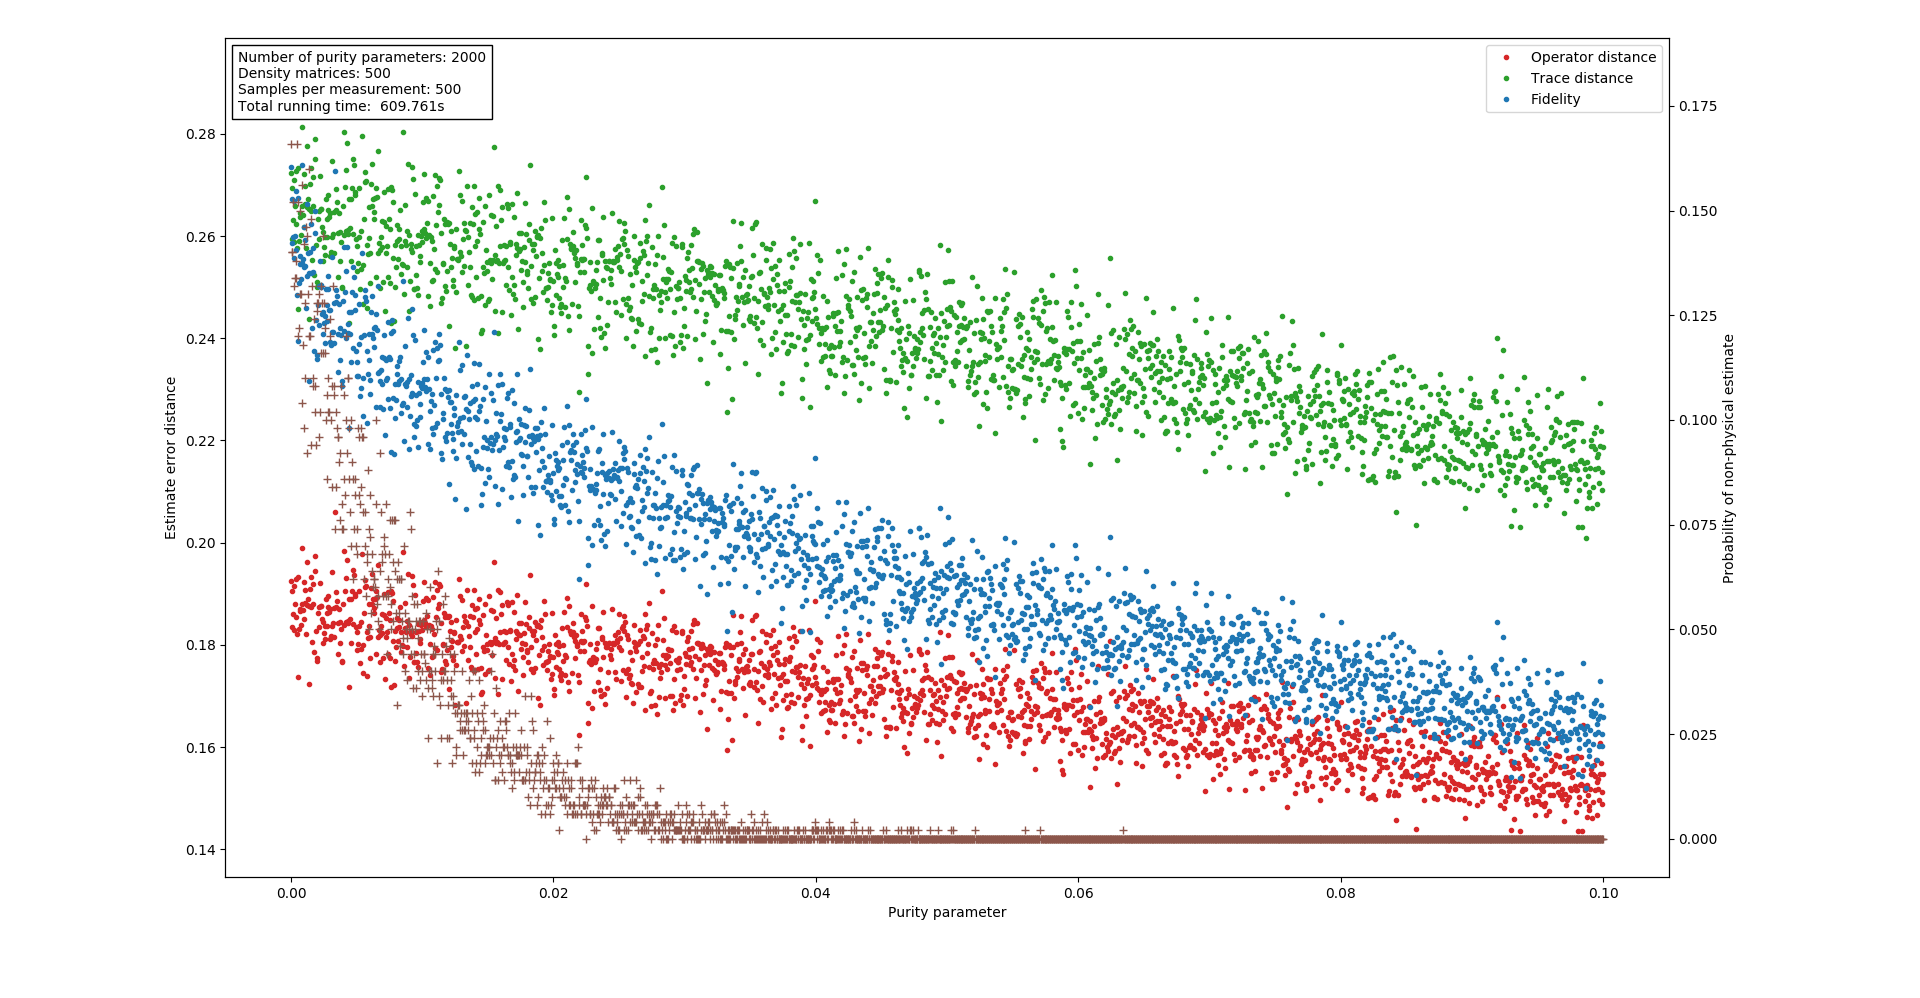 Number of purity parameters: 2000
Density matrices: 500
Samples per measurement: 500
Total running time:  609.761s
Operator distance
Trace distance
Fidelity
0.28
0.26
0.24
0.22
0.20
0.18
0.16
0.14
Estimate error distance
0.175
0.150
0.125
0.100
0.075
0.050
0.025
0.000
Probability of non-physical estimate
0.00 0.02 0.04 0.06 0.08 0.10
Purity parameter